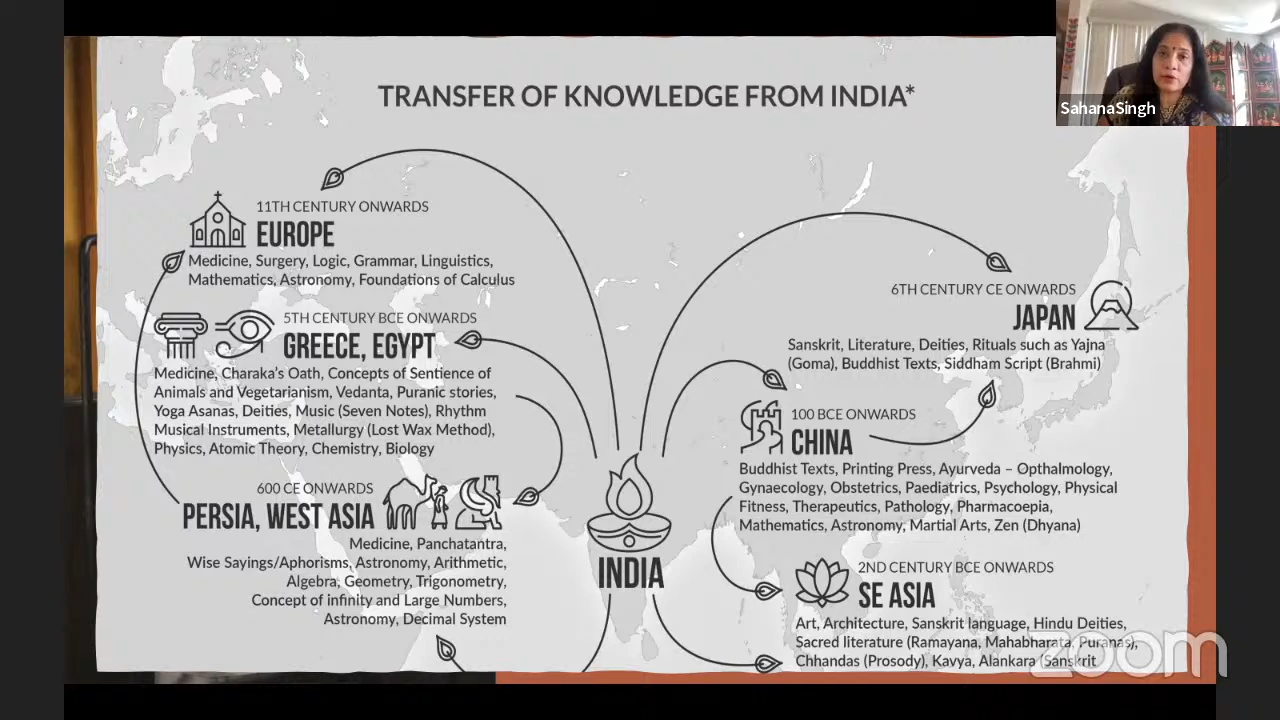 TRANSFER OF KNOWLEDGE FROM INDIA*
SahanaSingh
11TH CENTURY ONWARDS
EUROPE
Medicine, Surgery, Logic, Grammar, Linguistics,
Mathematics, Astronomy, Foundations of Calculus
5TH CENTURY BCE ONWARDS
GREECE, EGYPT
Medicine, Charaka's Oath, Concepts of Sentience of
Animals and Vegetarianism, Vedanta, Puranic stories,
Yoga Asanas, Deities, Music (Seven Notes), Rhythm
Musical Instruments, Metallurgy (Lost Wax Method),
Physics, Atomic Theory, Chemistry, Biology
600 CE ONWARDS
PERSIA, WEST ASIA
Medicine, Panchatantra,
Wise Sayings/Aphorisms, Astronomy, Arithmetic,
Algebra, Geometry, Trigonometry,
Concept of infinity and Large Numbers,
Astronomy, Decimal System
INDIA
6TH CENTURY CE ONWARDS
JAPAN
Sanskrit, Literature, Deities, Rituals such as Yajna
(Goma), Buddhist Texts, Siddham Script (Brahmi)
100 BCE ONWARDS
CHINA
Buddhist Texts, Printing Press, Ayurveda – Opthalmology,
Gynaecology, Obstetrics, Paediatrics, Psychology, Physical
Fitness, Therapeutics, Pathology, Pharmacoepia,
Mathematics, Astronomy, Martial Arts, Zen (Dhyana)
2ND CENTURY BCE ONWARDS
SE ASIA
Art, Architecture, Sanskrit language, Hindu Deities,
Sacred literature (Ramayana, Mahabharata, Puranas),
Chhandas (Prosody), Kavya, Alankara (Sanskrit
zoom